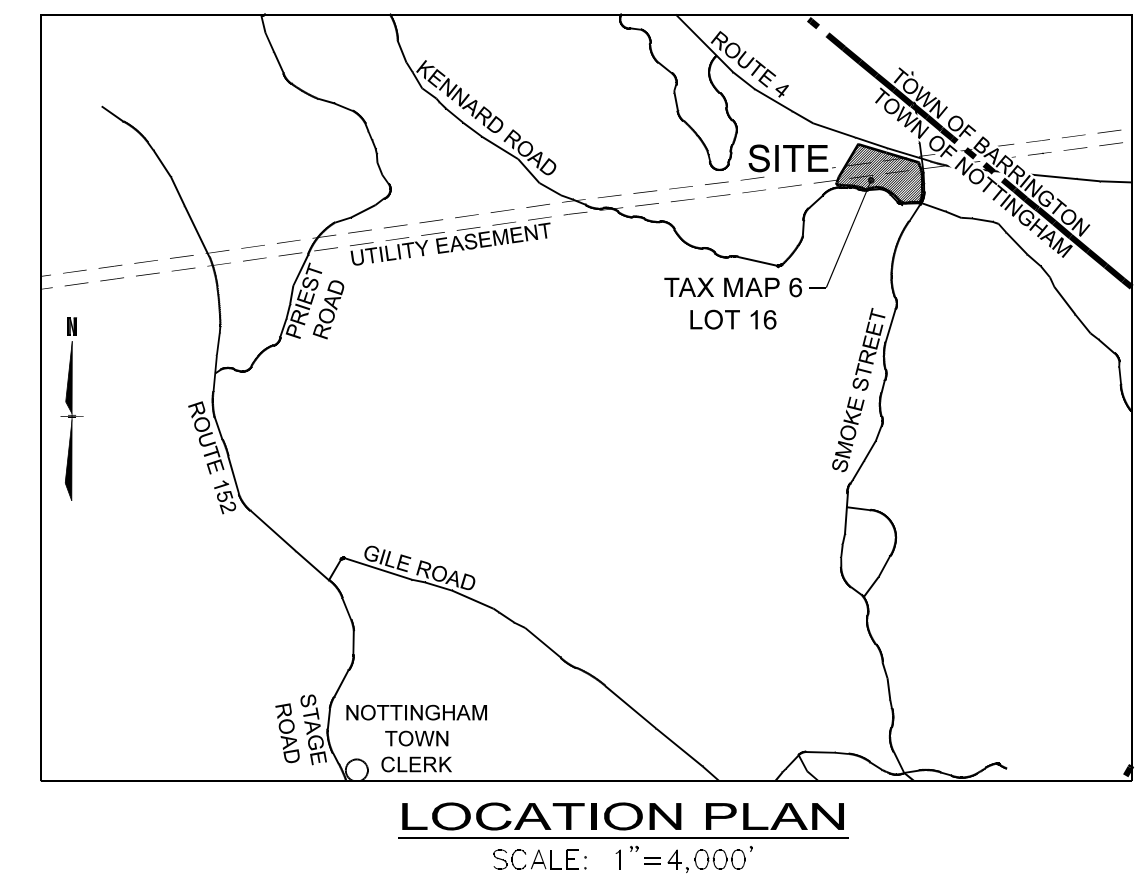 KENNARD ROAD
ROUTE 4
TOWN OF BARRINGTON
TOWN OF NOTTINGHAM
SITE
UTILITY EASEMENT
PRIEST
ROAD
TAX MAP 6
LOT 16
N
SMOKE STREET
ROUTE 152
GILE ROAD
STAGE
ROAD
NOTTINGHAM
TOWN
CLERK
LOCATION PLAN
SCALE: 1"=4,000'